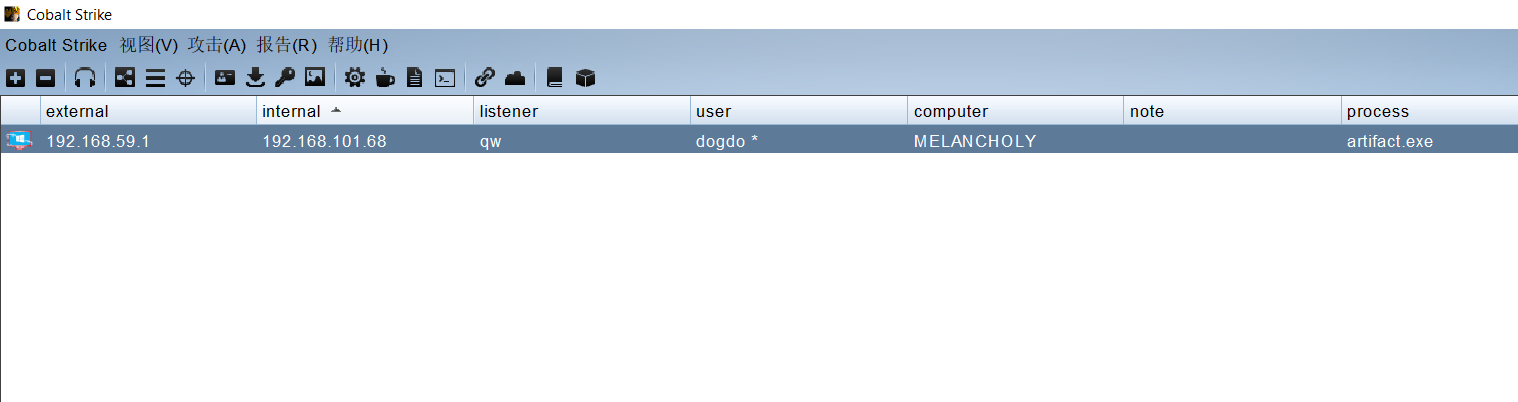 Cobalt Strike
Cobalt Strike 视图(V) 攻击(A) 报告(R) 帮助(H)
external internal listener user computer note process
192.168.59.1 192.168.101.68 qw dogdo * MELANCHOLY artifact.exe